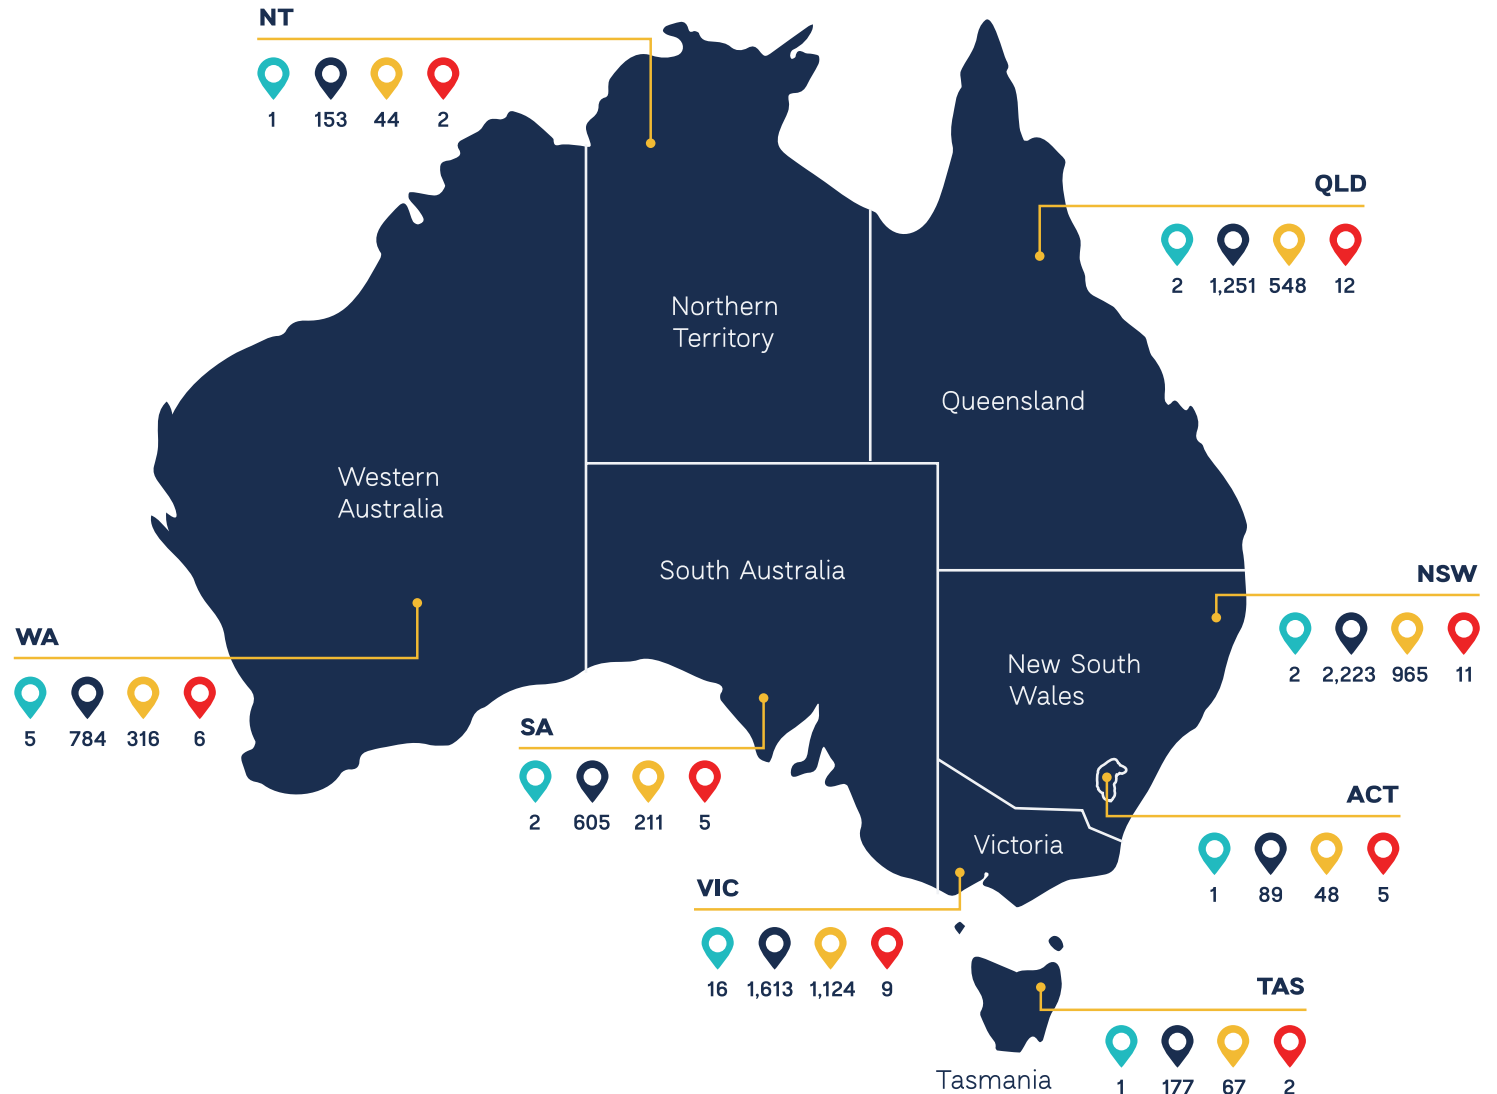 NT
1 153 44 2
QLD
2 1,251 548 12
Northern
Territory
Queensland
Western
Australia
South Australia
NSW
2 2,223 965 11
WA
5 784 316 6
New South
Wales
SA
2 605 211 5
ACT
1 89 48 5
Victoria
VIC
16 1,613 1,124 9
TAS
1 177 67 2
Tasmania